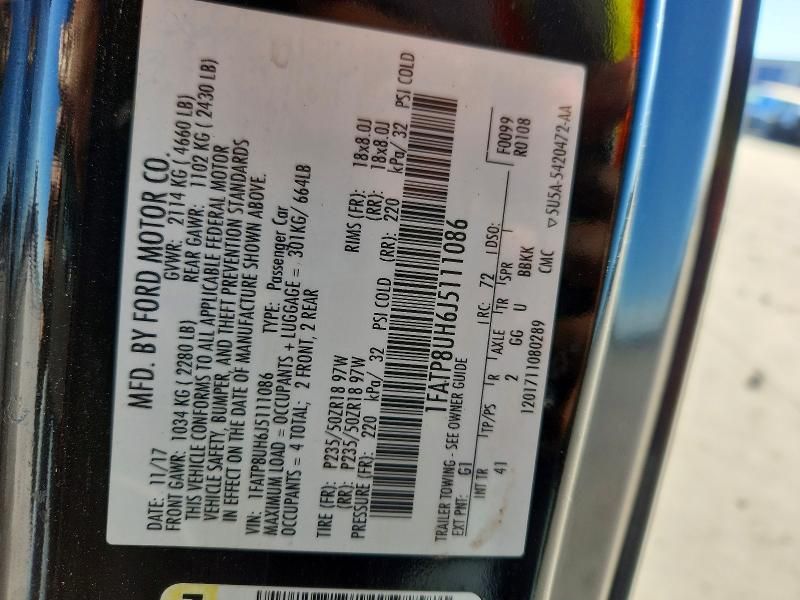 MFD. BY FORD MOTOR CO.
DATE: 11/17 GVWR: 2114 KG ( 4660 LB)
FRONT GAWR: 1034 KG ( 2280 LB) REAR GAWR: 1102 KG ( 2430 LB)
THIS VEHICLE CONFORMS TO ALL APPLICABLE FEDERAL MOTOR
VEHICLE SAFETY, BUMPER, AND THEFT PREVENTION STANDARDS
IN EFFECT ON THE DATE OF MANUFACTURE SHOWN ABOVE.
VIN: 1FATP8UH6J5111086 TYPE: Passenger Car
MAXIMUM LOAD = OCCUPANTS + LUGGAGE = 301KG/ 664LB
OCCUPANTS = 4 TOTAL; 2 FRONT, 2 REAR
TIRE (FR): P235/50ZR18 97W RIMS (FR): 18x8.0J
(RR): P235/50ZR18 97W (RR): 18x8.0J
PRESSURE (FR): 220 kPa/ 32 PSI COLD (RR): 220 kPa/ 32 PSI COLD
1FATP8UH6J5111086
TRAILER TOWING - SEE OWNER GUIDE
EXT PNT: G1 RC: 72 DSO: F0099
R0108
INT TR TP/PS R AXLE TR SPR
41 2 GG U BBKK
1201711080289 CMC ▽5U5A-5420472-AA